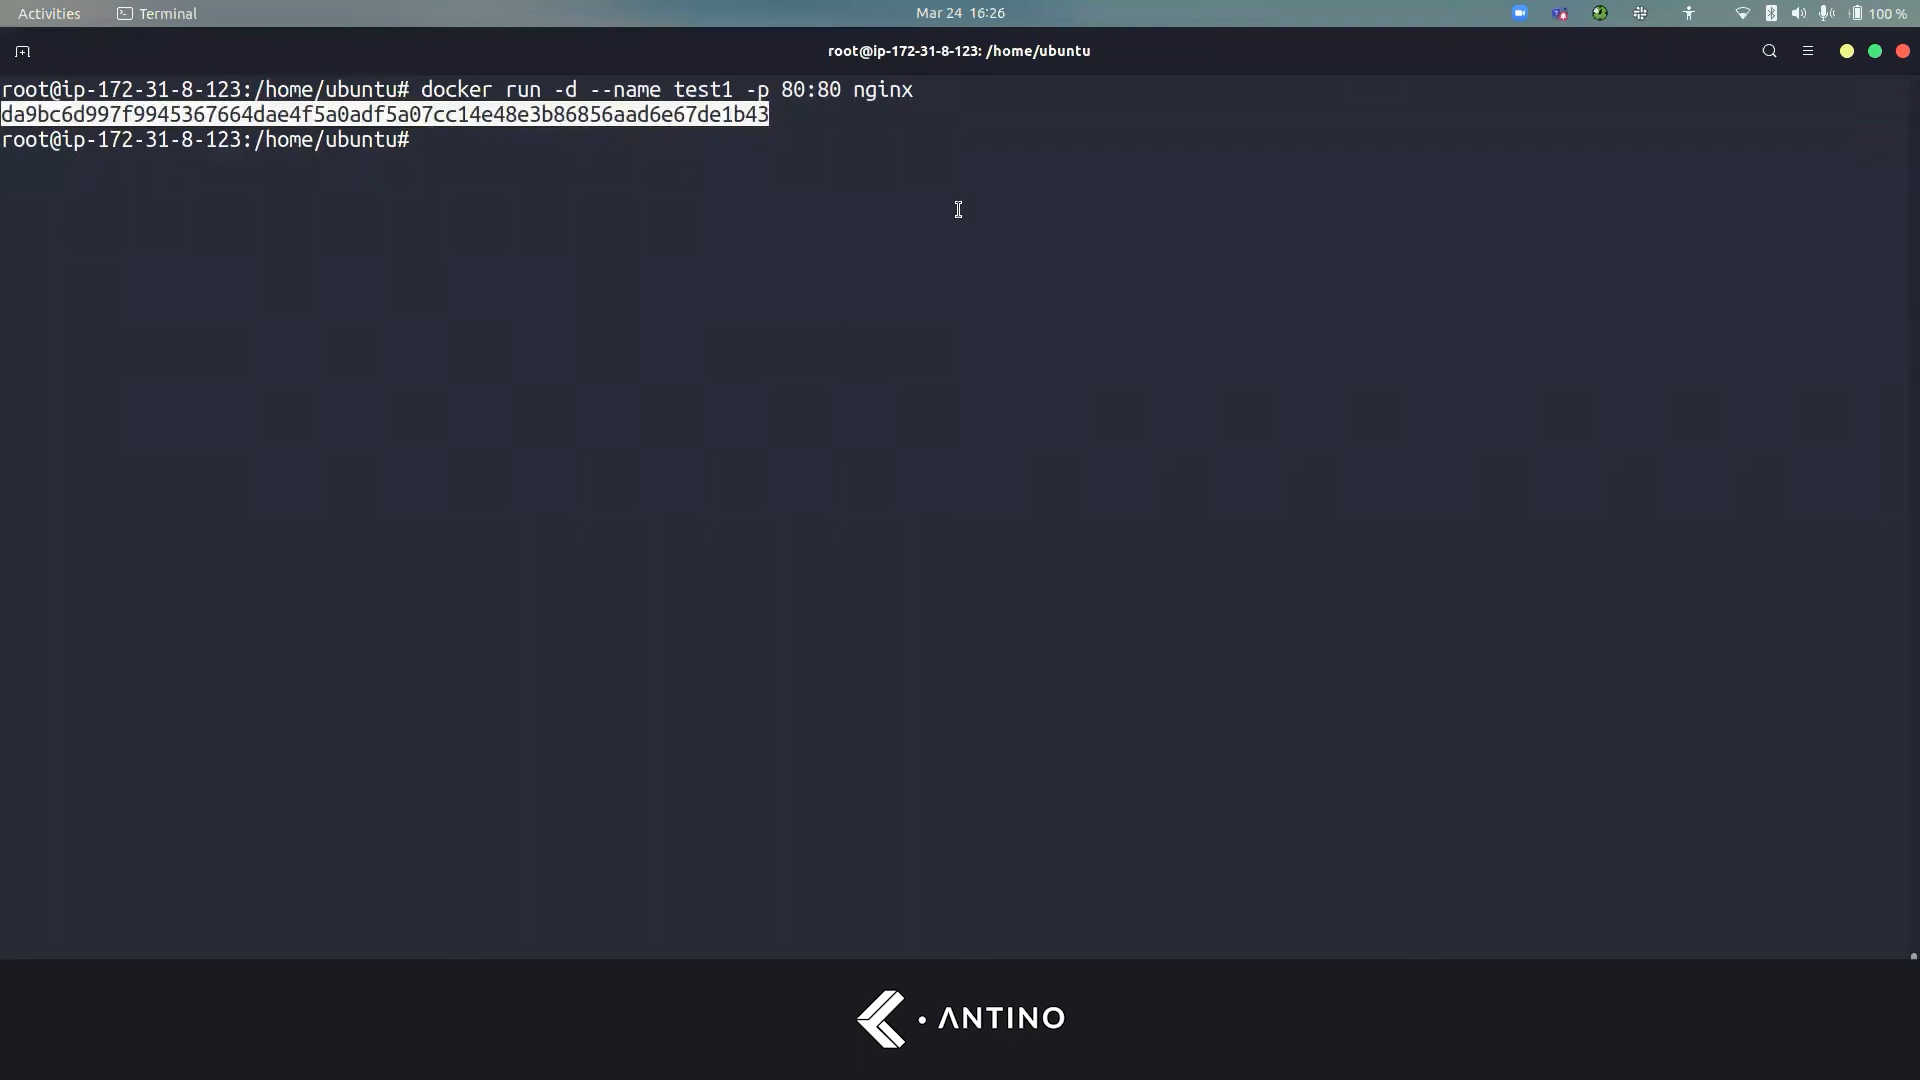 Activities
Terminal
Mar 24 16:26
100 %
root@ip-172-31-8-123: /home/ubuntu
root@ip-172-31-8-123:/home/ubuntu# docker run -d --name test1 -p 80:80 nginx
da9bc6d997f9945367664dae4f5a0adf5a07cc14e48e3b86856aad6e67de1b43
root@ip-172-31-8-123:/home/ubuntu#
ANTINO